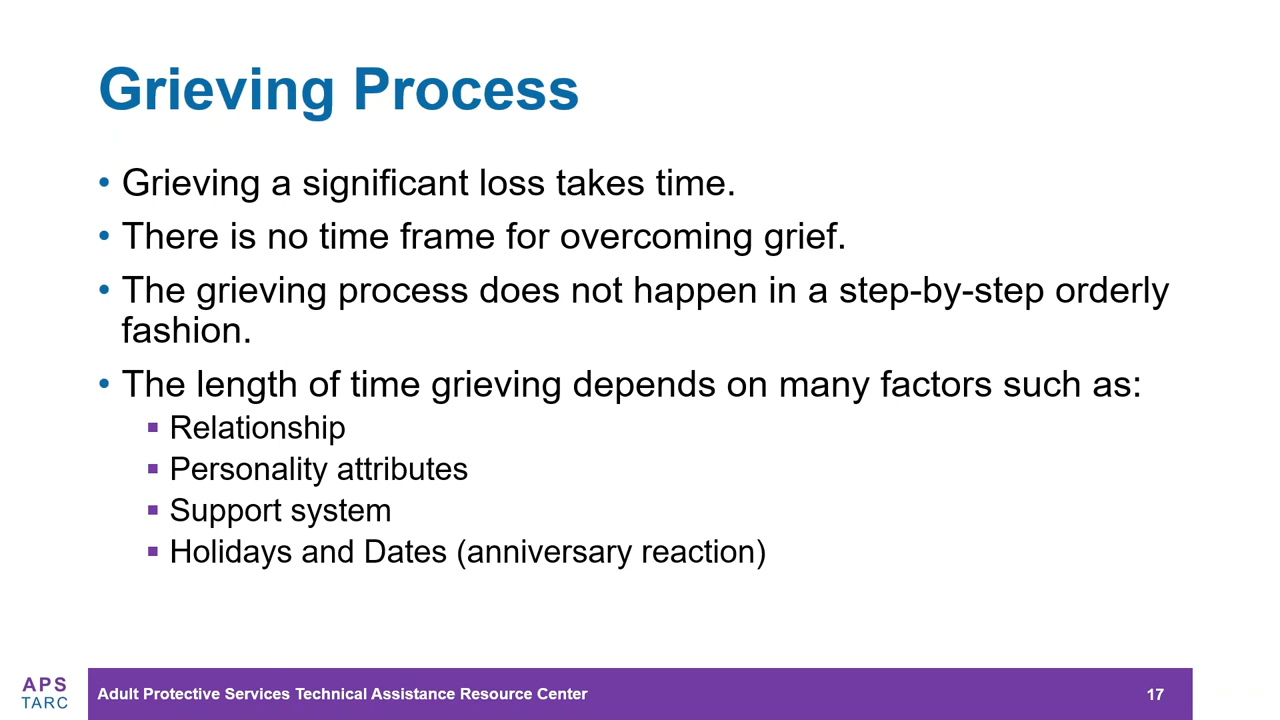 Grieving Process
• Grieving a significant loss takes time.
• There is no time frame for overcoming grief.
• The grieving process does not happen in a step-by-step orderly
fashion.
• The length of time grieving depends on many factors such as:
▪ Relationship
▪ Personality attributes
▪ Support system
▪ Holidays and Dates (anniversary reaction)
APS
TARC
Adult Protective Services Technical Assistance Resource Center
17